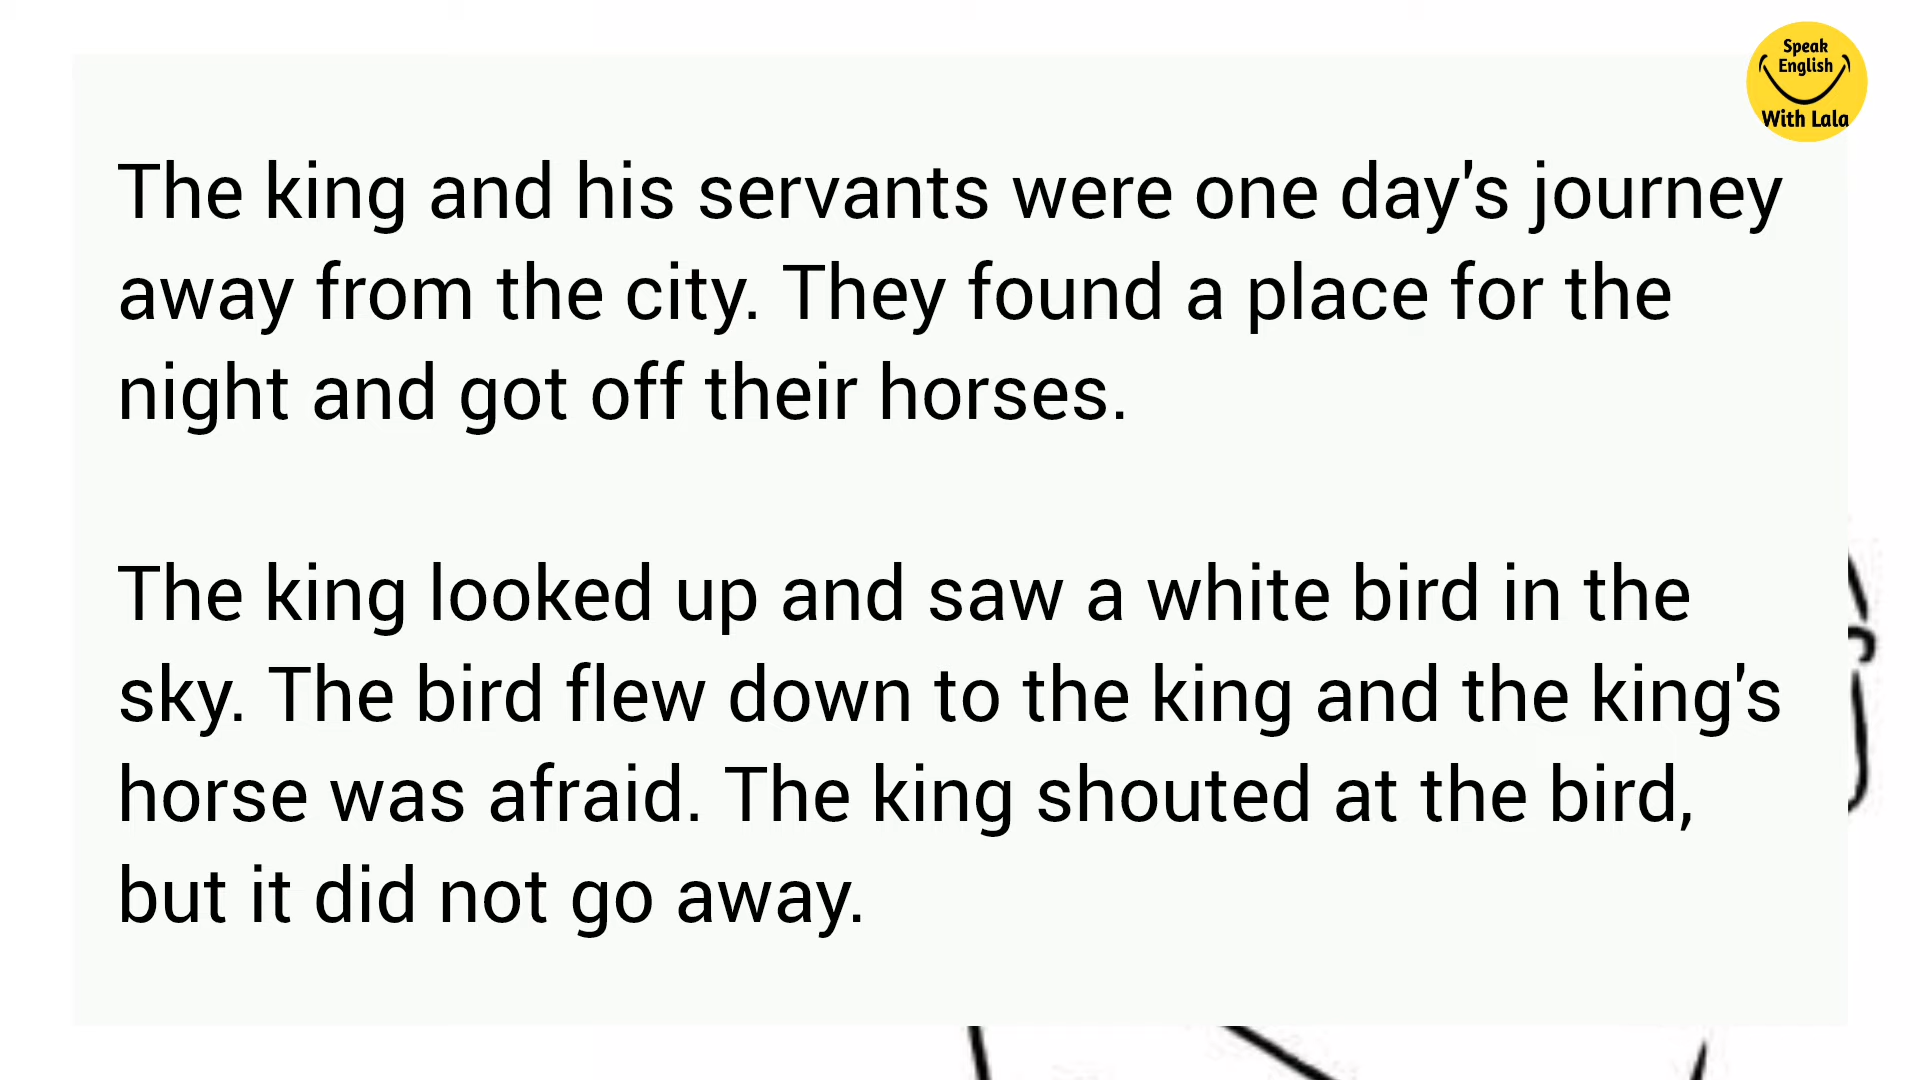 Speak
English
With Lala
The king and his servants were one day's journey
away from the city. They found a place for the
night and got off their horses.
The king looked up and saw a white bird in the
sky. The bird flew down to the king and the king's
horse was afraid. The king shouted at the bird,
but it did not go away.